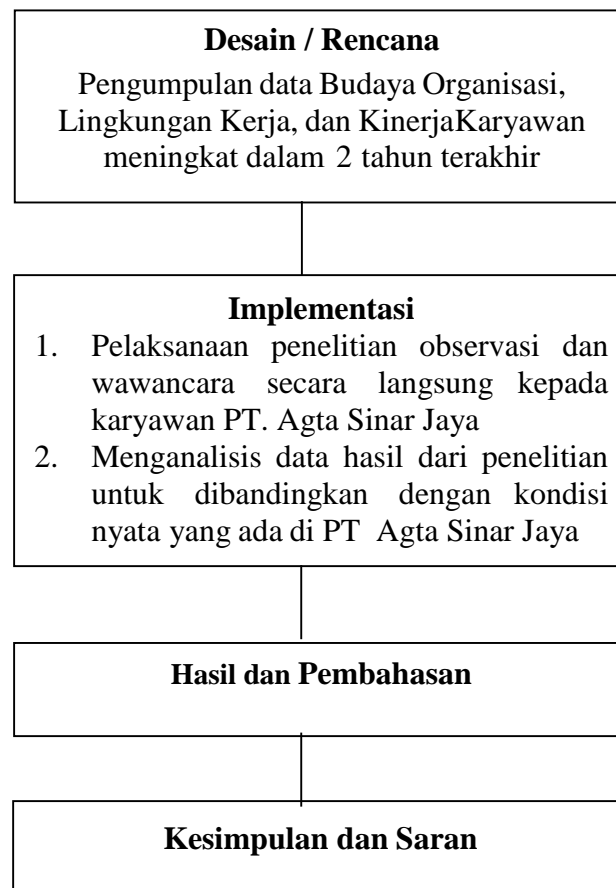 Desain / Rencana
Pengumpulan data Budaya Organisasi,
Lingkungan Kerja, dan KinerjaKaryawan
meningkat dalam 2 tahun terakhir
Implementasi
1. Pelaksanaan penelitian observasi dan
wawancara secara langsung kepada
karyawan PT. Agta Sinar Jaya
2. Menganalisis data hasil dari penelitian
untuk dibandingkan dengan kondisi
nyata yang ada di PT Agta Sinar Jaya
Hasil dan Pembahasan
Kesimpulan dan Saran